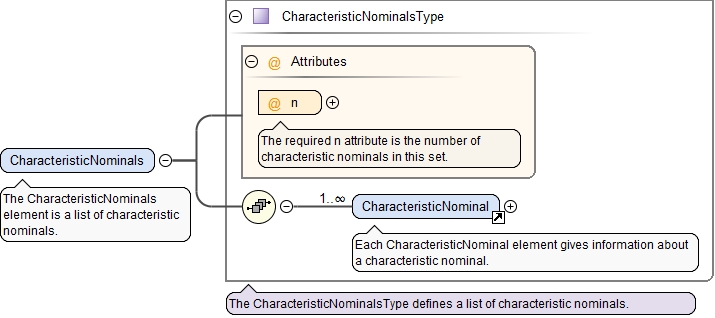 CharacteristicNominalsType
@ Attributes
@ n
The required n attribute is the number of
characteristic nominals in this set.
CharacteristicNominals
The CharacteristicNominals
element is a list of characteristic
nominals.
1..∞
CharacteristicNominal
Each CharacteristicNominal element gives information about
a characteristic nominal.
The CharacteristicNominalsType defines a list of characteristic nominals.